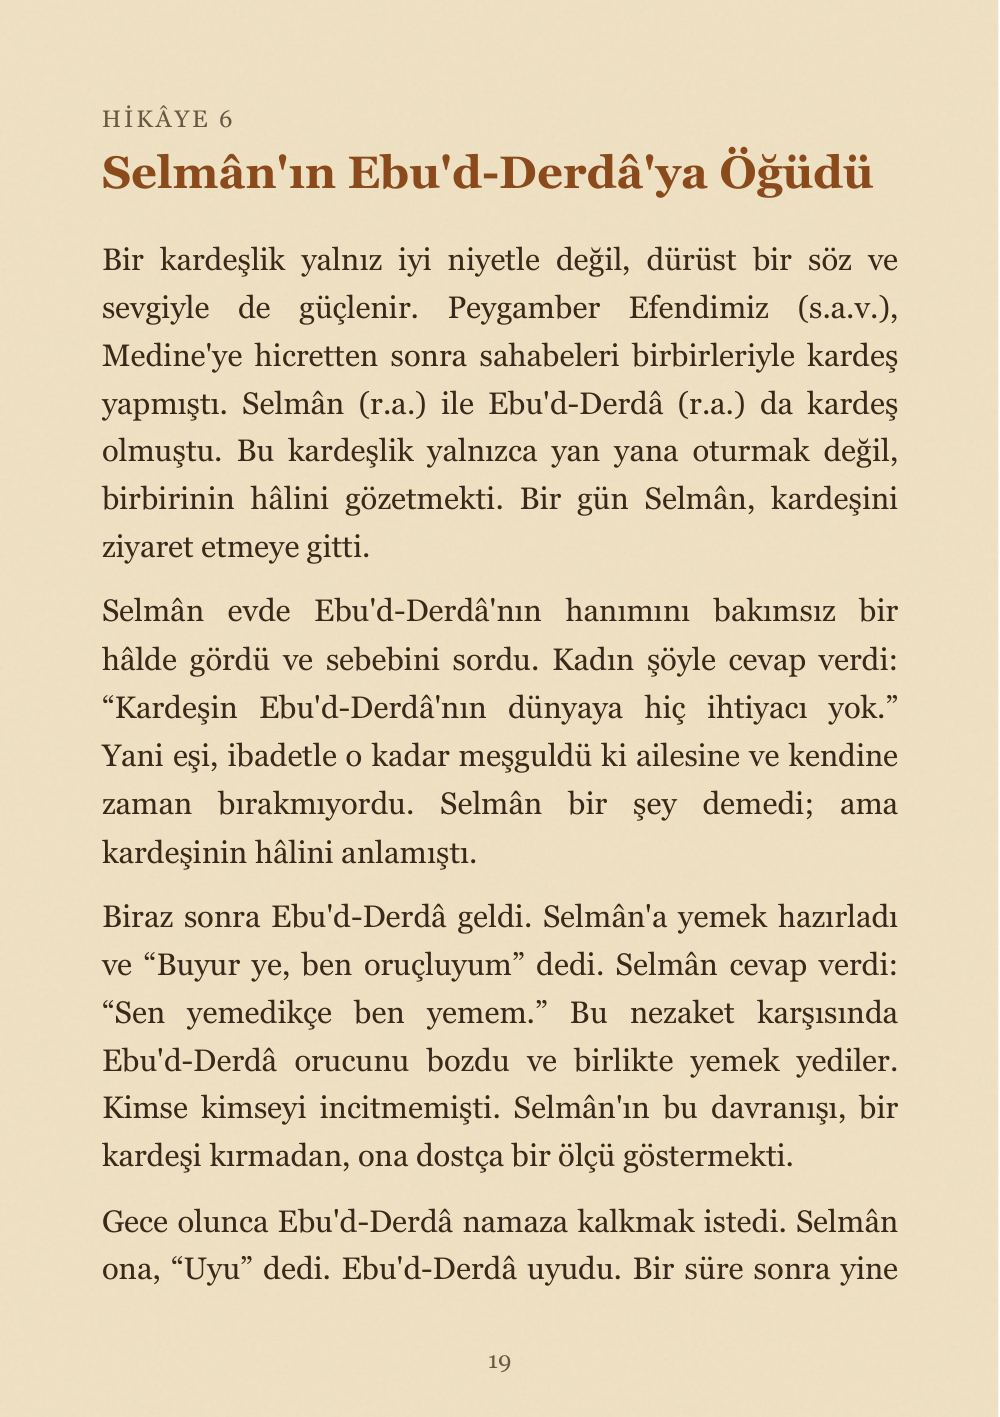 HİKÂYE 6
Selmân'ın Ebu'd-Derdâ'ya Öğüdü
Bir kardeşlik yalnız iyi niyetle değil, dürüst bir söz ve
sevgiyle de güçlenir. Peygamber Efendimiz (s.a.v.),
Medine'ye hicretten sonra sahabeleri birbirleriyle kardeş
yapmıştı. Selmân (r.a.) ile Ebu'd-Derdâ (r.a.) da kardeş
olmuştu. Bu kardeşlik yalnızca yan yana oturmak değil,
birbirinin hâlini gözetmekti. Bir gün Selmân, kardeşini
ziyaret etmeye gitti.
Selmân evde Ebu'd-Derdâ'nın hanımını bakımsız bir
hâlde gördü ve sebebini sordu. Kadın şöyle cevap verdi:
“Kardeşin Ebu'd-Derdâ'nın dünyaya hiç ihtiyacı yok.”
Yani eşi, ibadetle o kadar meşguldü ki ailesine ve kendine
zaman bırakmıyordu. Selmân bir şey demedi; ama
kardeşinin hâlini anlamıştı.
Biraz sonra Ebu'd-Derdâ geldi. Selmân'a yemek hazırladı
ve “Buyur ye, ben oruçluyum” dedi. Selmân cevap verdi:
“Sen yemedikçe ben yemem.” Bu nezaket karşısında
Ebu'd-Derdâ orucunu bozdu ve birlikte yemek yediler.
Kimse kimseyi incitmemişti. Selmân'ın bu davranışı, bir
kardeşi kırmadan, ona dostça bir ölçü göstermekti.
Gece olunca Ebu'd-Derdâ namaza kalkmak istedi. Selmân
ona, “Uyu” dedi. Ebu'd-Derdâ uyudu. Bir süre sonra yine
19